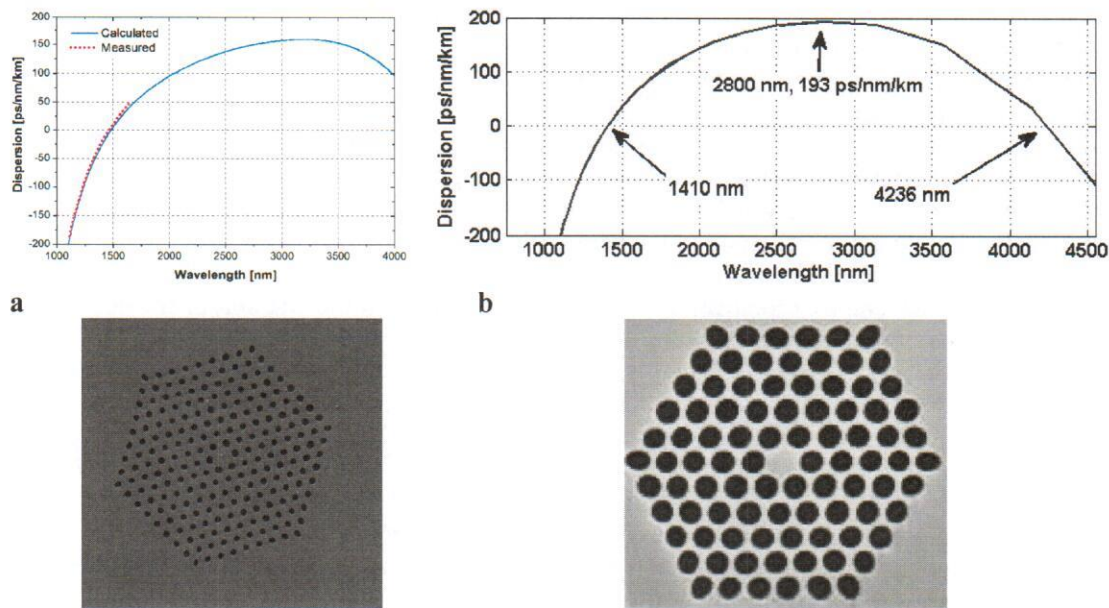 Dispersion [ps/nm/km]
200
150
100
50
0
-50
-100
-150
-200
Calculated
Measured
1000 1500 2000 2500 3000 3500 4000
Wavelength [nm]
Dispersion [ps/nm/km]
200
100
0
-100
-200
2800 nm, 193 ps/nm/km
1410 nm
4236 nm
1000 1500 2000 2500 3000 3500 4000 4500
Wavelength [nm]
a
b